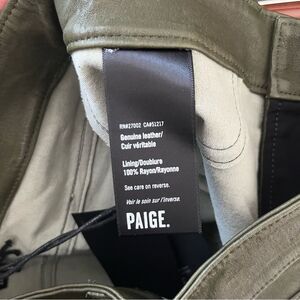 RN#27002 CA#51217
Genuine leather/
Cuir véritable
Lining/Doublure
100% Rayon/Rayonne
See care on reverse.
Voir le soin sur l'inverse.
PAIGE.